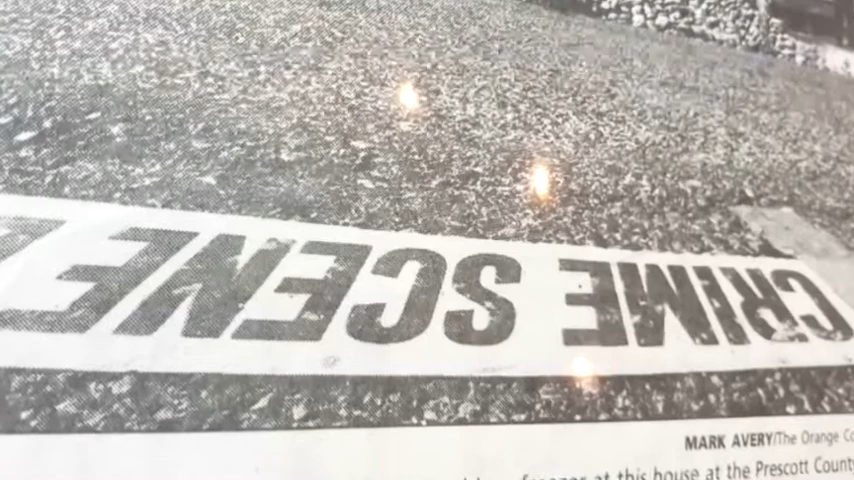 CRIME SCENE
MARK AVERY/The Orange Co
freezer at this house at the Prescott County